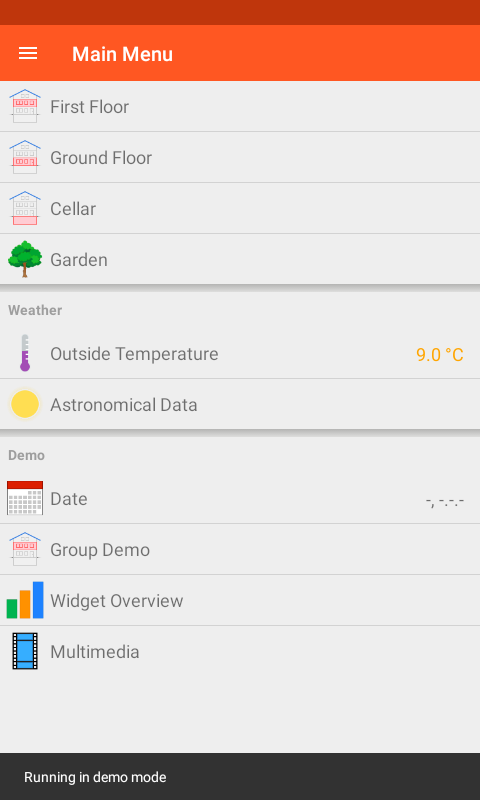 Main Menu
First Floor
Ground Floor
Cellar
Garden
Weather
Outside Temperature 9.0 °C
Astronomical Data
Demo
Date -, -.-.-
Group Demo
Widget Overview
Multimedia
Running in demo mode